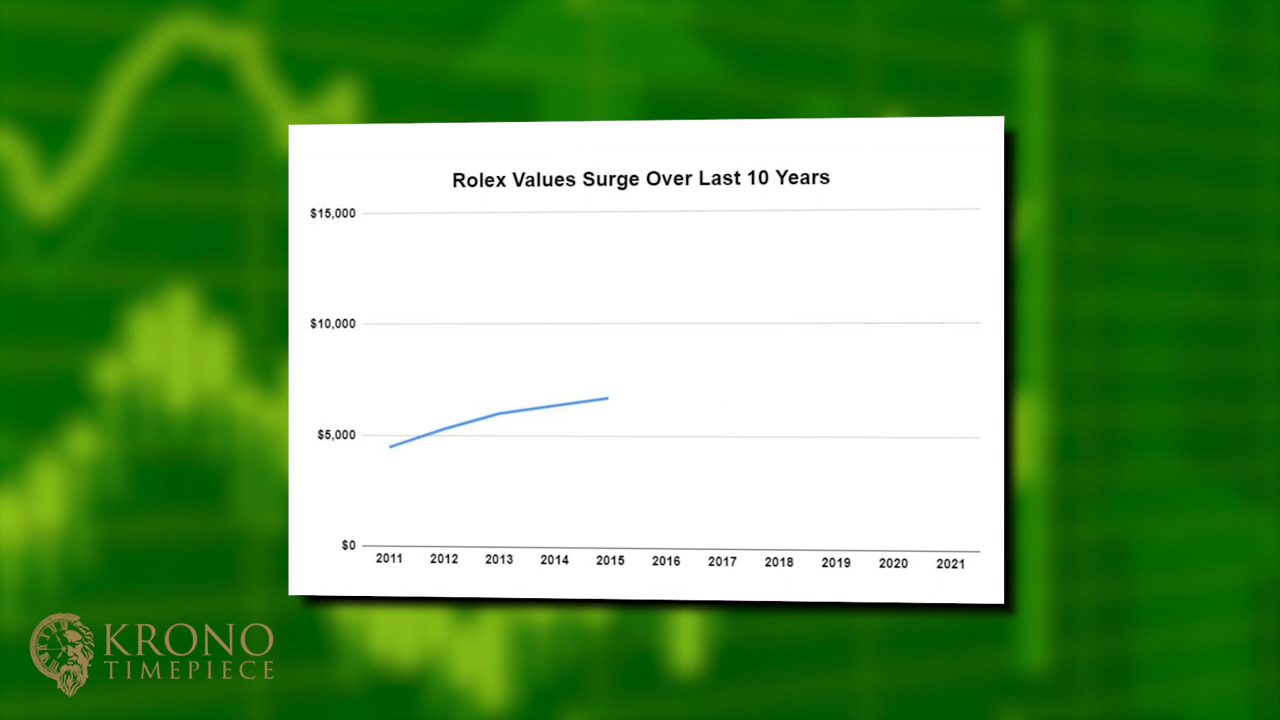 Rolex Values Surge Over Last 10 Years
$15,000
$10,000
$5,000
$0
2011 2012 2013 2014 2015 2016 2017 2018 2019 2020 2021
KRONO
TIMEPIECE